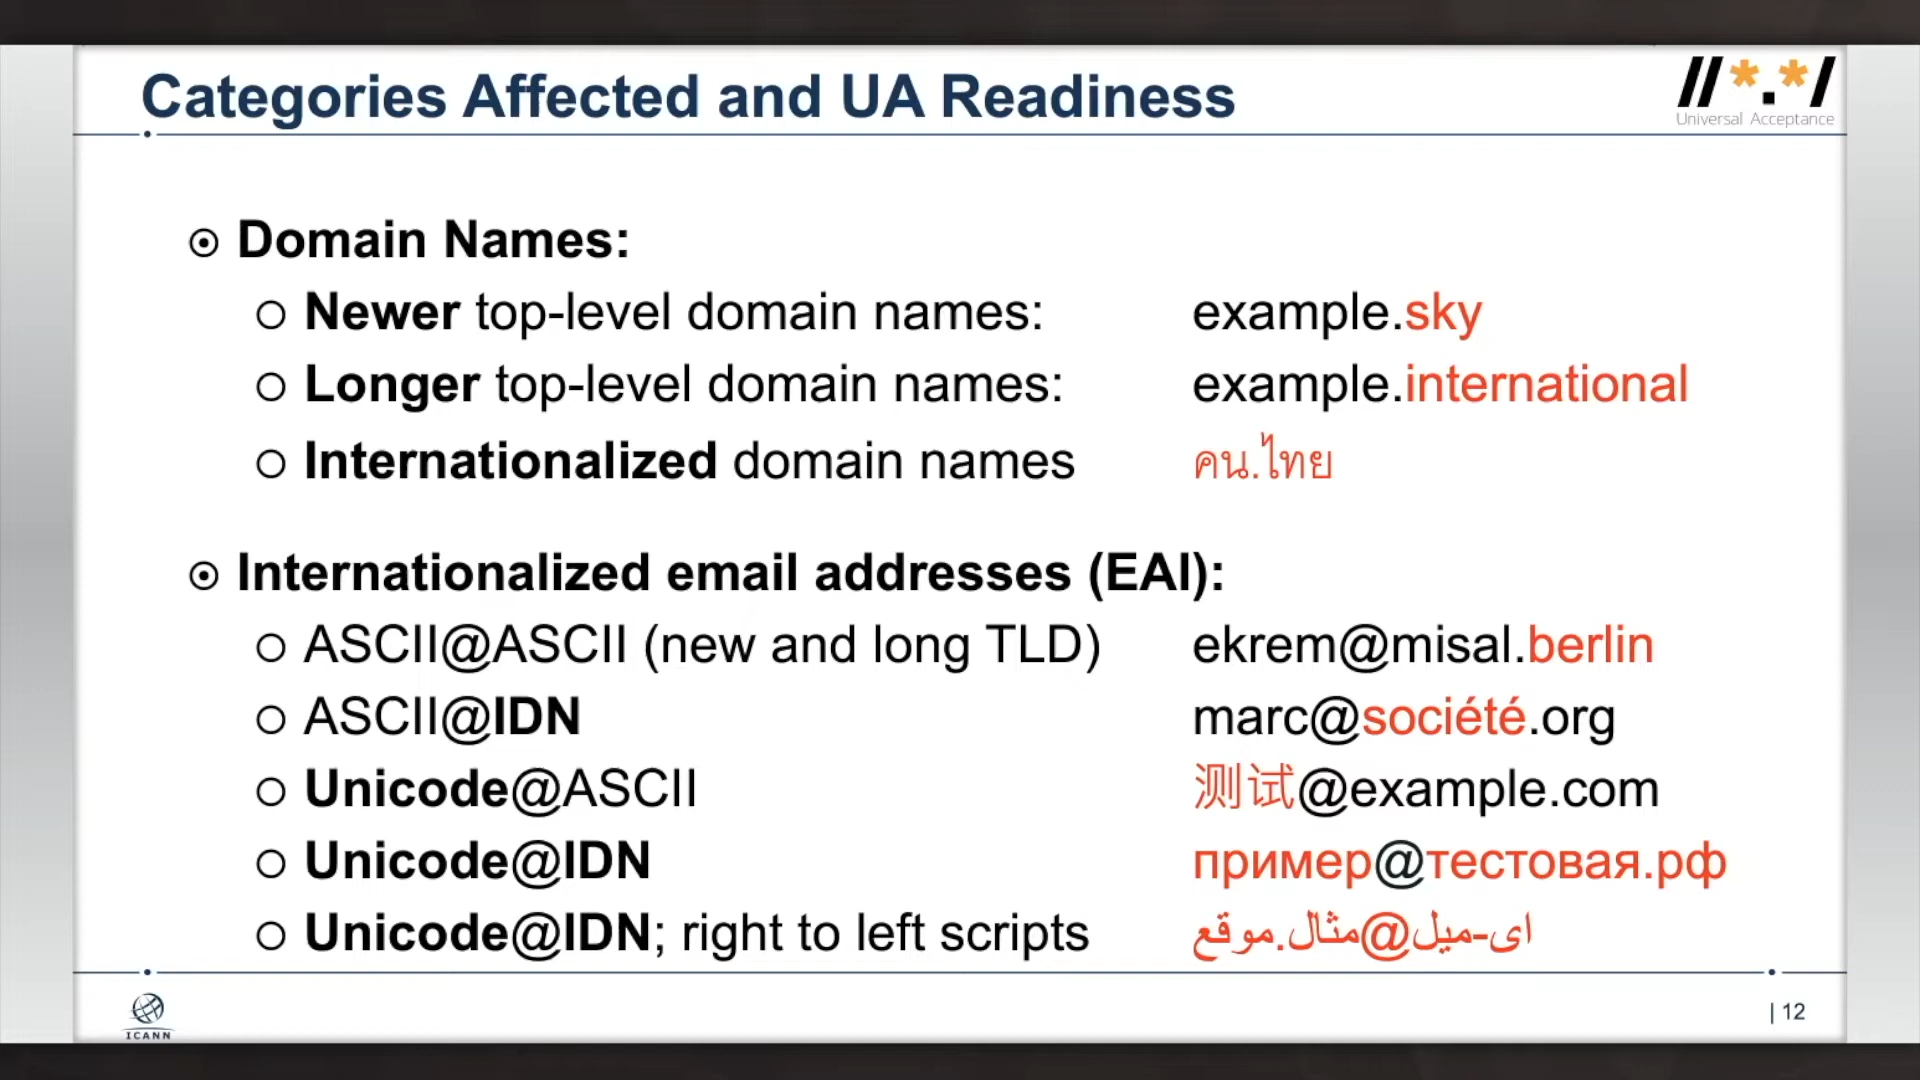 Categories Affected and UA Readiness
//*.*/
Universal Acceptance
Domain Names:
Newer top-level domain names: example.sky
Longer top-level domain names: example.international
Internationalized domain names คน.ไทย
Internationalized email addresses (EAI):
ASCII@ASCII (new and long TLD) ekrem@misal.berlin
ASCII@IDN marc@société.org
Unicode@ASCII 测试@example.com
Unicode@IDN пример@тестовая.рф
Unicode@IDN; right to left scripts ای-میل@مثال.موقع
ICANN
| 12